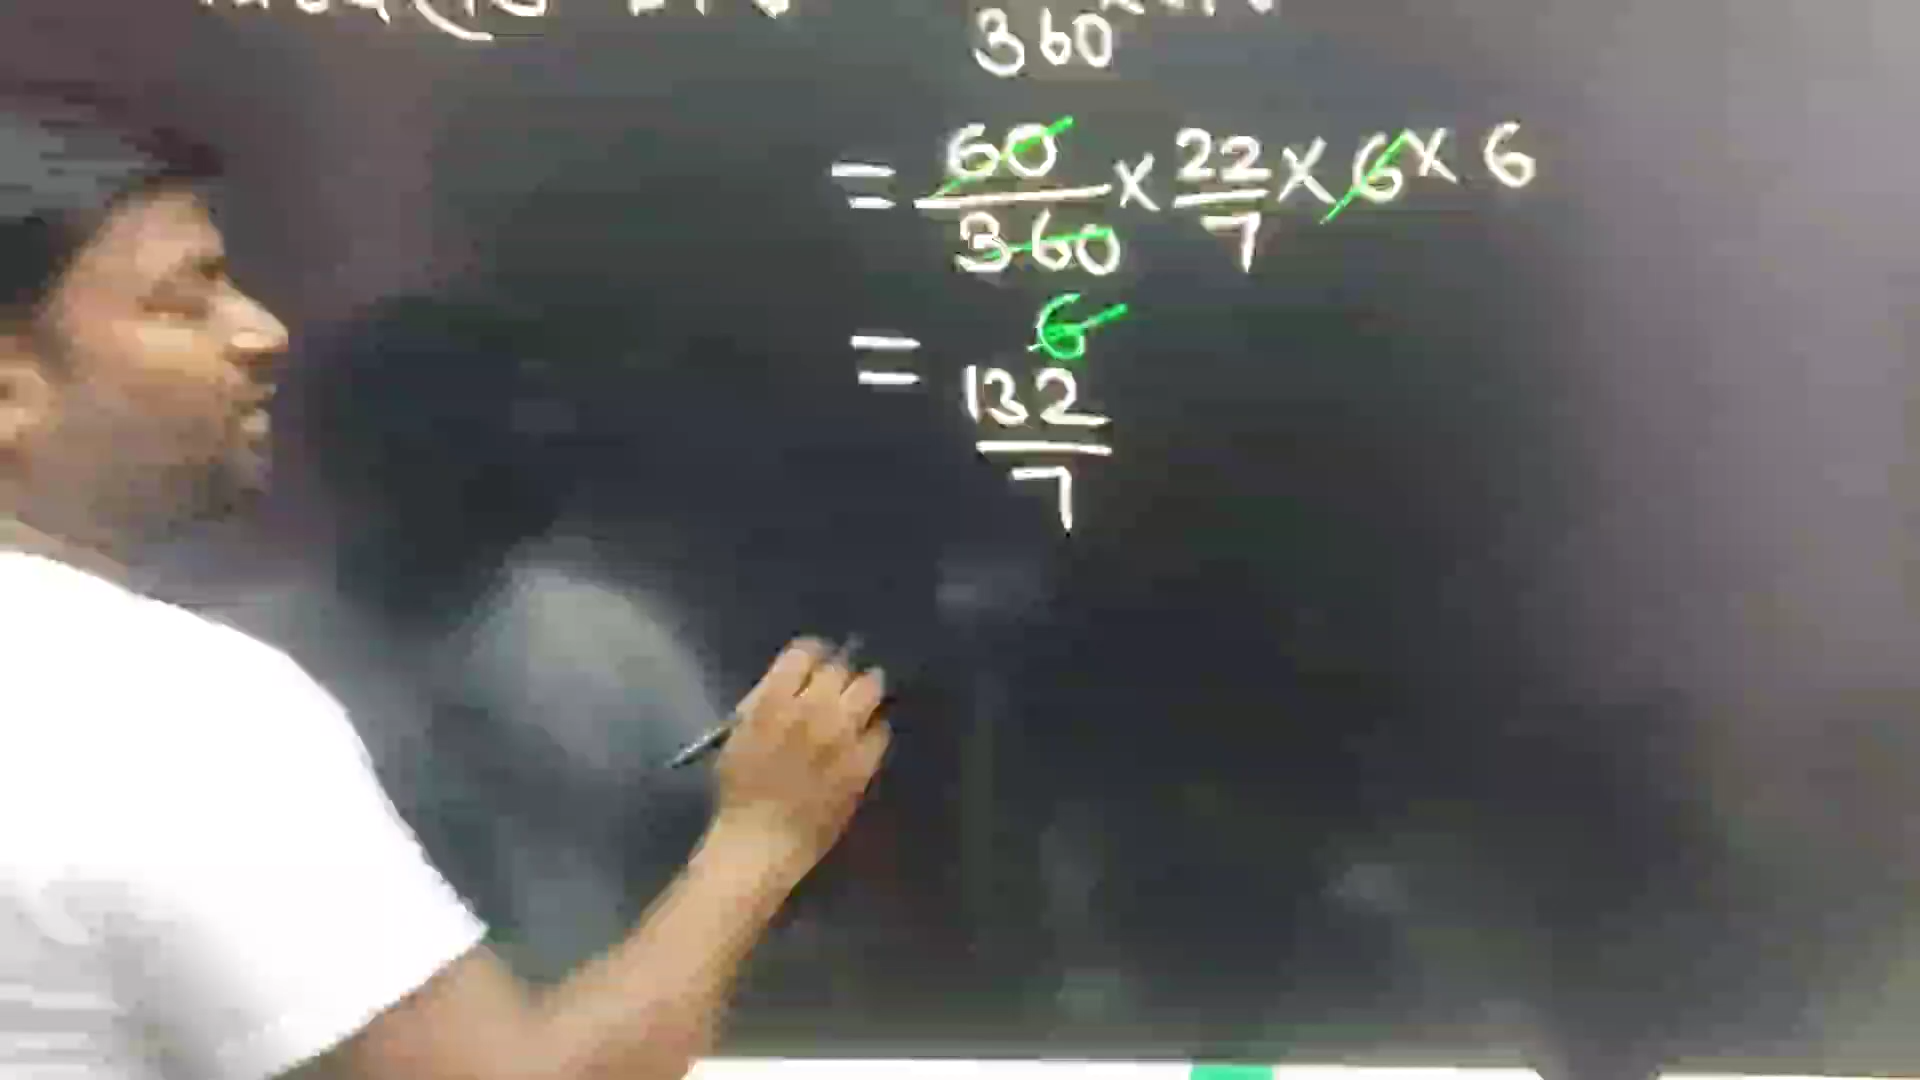 360
= 60/360 × 22/7 × 6 × 6
6
= 132/7